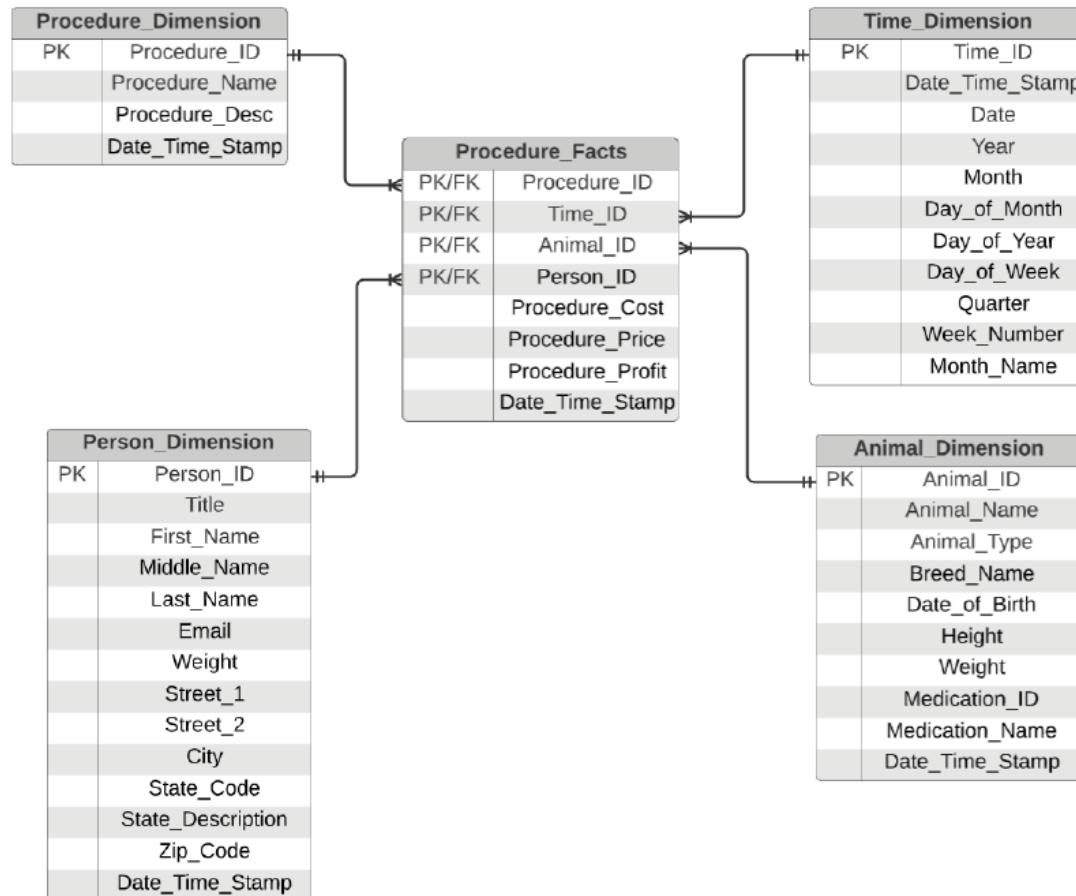 Procedure_Dimension
PK Procedure_ID
Procedure_Name
Procedure_Desc
Date_Time_Stamp
Time_Dimension
PK Time_ID
Date_Time_Stamp
Date
Year
Month
Day_of_Month
Day_of_Year
Day_of_Week
Quarter
Week_Number
Month_Name
Procedure_Facts
PK/FK Procedure_ID
PK/FK Time_ID
PK/FK Animal_ID
PK/FK Person_ID
Procedure_Cost
Procedure_Price
Procedure_Profit
Date_Time_Stamp
Person_Dimension
PK Person_ID
Title
First_Name
Middle_Name
Last_Name
Email
Weight
Street_1
Street_2
City
State_Code
State_Description
Zip_Code
Date_Time_Stamp
Animal_Dimension
PK Animal_ID
Animal_Name
Animal_Type
Breed_Name
Date_of_Birth
Height
Weight
Medication_ID
Medication_Name
Date_Time_Stamp